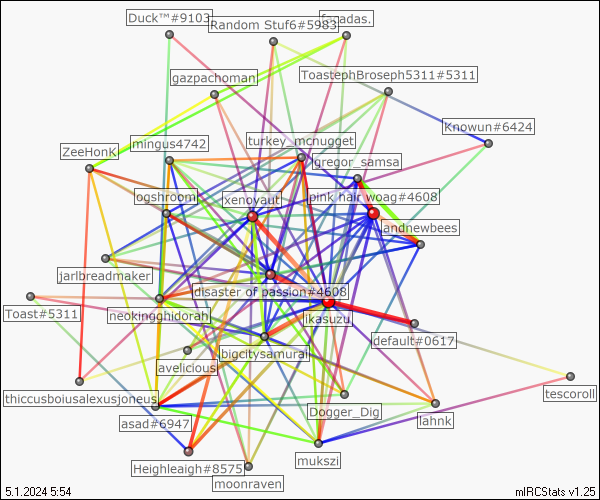 Duck™#9103
Random Stuf6#5983
faradas.
gazpachoman
ToastephBroseph5311#5311
Knowun#6424
mingus4742
turkey_mcnugget
ZeeHonK
gregor_samsa
ogshroom
xenovaut
pink hair woag#4608
andnewbees
jarlbreadmaker
disaster of passion#4608
Toast#5311
neokingghidorah
ikasuzu
default#0617
bigcitysamurai
avelicious
thiccusboiusalexusjoneus
tescoroll
Dogger_Dig
asad#6947
lahnk
mukszi
Heighleaigh#8575
moonraven
5.1.2024 5:54
mIRCStats v1.25